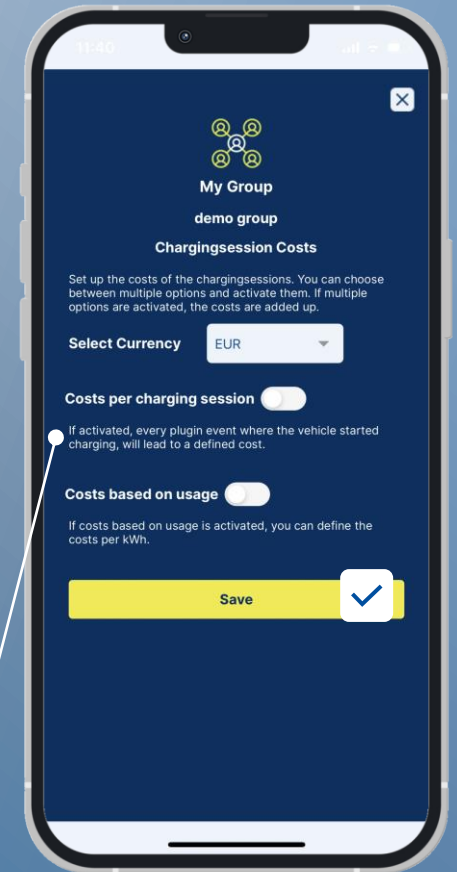 11:40
My Group
demo group
Chargingsession Costs
Set up the costs of the chargingsessions. You can choose
between multiple options and activate them. If multiple
options are activated, the costs are added up.
Select Currency EUR
Costs per charging session
If activated, every plugin event where the vehicle started
charging, will lead to a defined cost.
Costs based on usage
If costs based on usage is activated, you can define the
costs per kWh.
Save